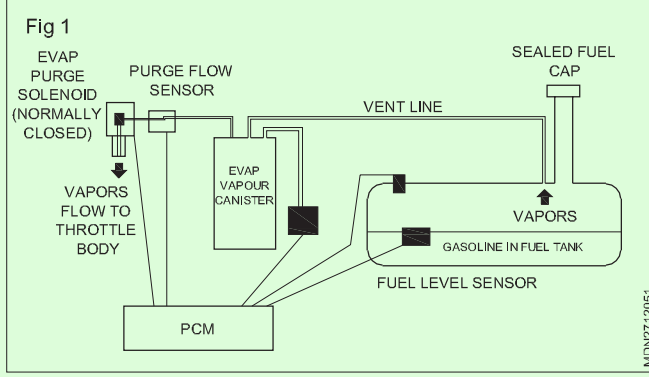 Fig 1
EVAP
PURGE
SOLENOID
(NORMALLY
CLOSED)
PURGE FLOW
SENSOR
SEALED FUEL
CAP
VENT LINE
EVAP
VAPOUR
CANISTER
VAPORS
FLOW TO
THROTTLE
BODY
VAPORS
GASOLINE IN FUEL TANK
FUEL LEVEL SENSOR
PCM
MDN2712051